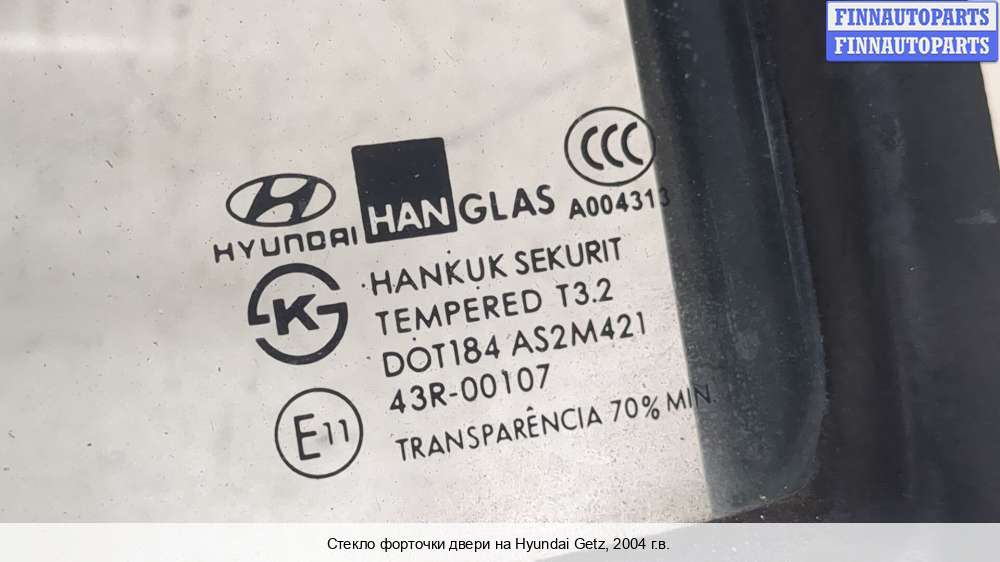 FINNAUTOPARTS
FINNAUTOPARTS
CCC
A004313
HYUNDAI
HANGLAS
K
HANKUK SEKURIT
TEMPERED T3.2
DOT184 AS2M421
43R-00107
E11
TRANSPARÊNCIA 70% MIN.
Стекло форточки двери на Hyundai Getz, 2004 г.в.